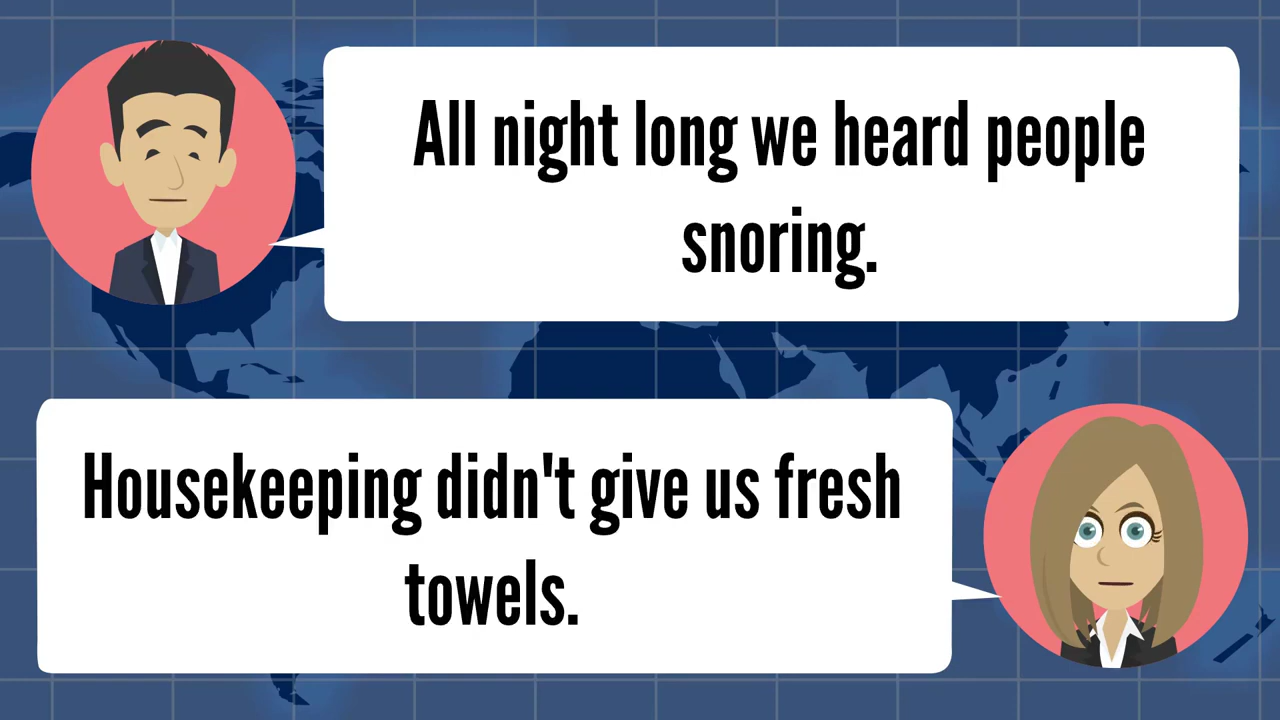 All night long we heard people
snoring.
Housekeeping didn't give us fresh
towels.